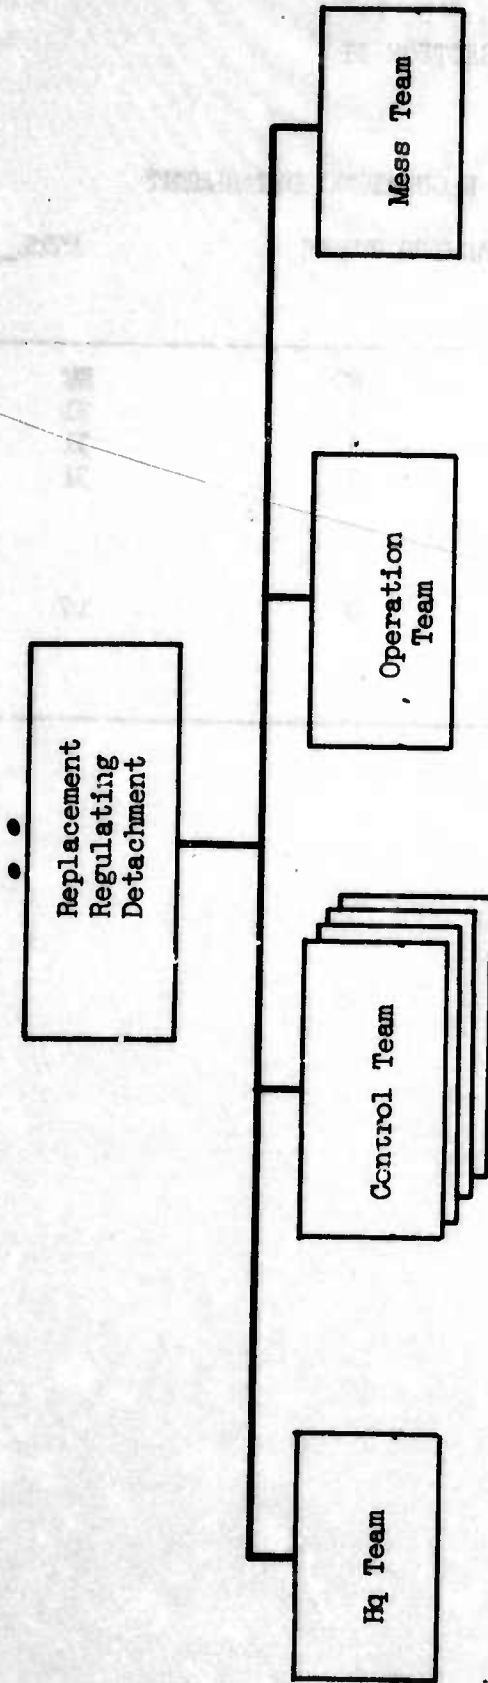 Replacement
Regulating
Detachment
Hq Team
Control Team
Operation
Team
Mess Team